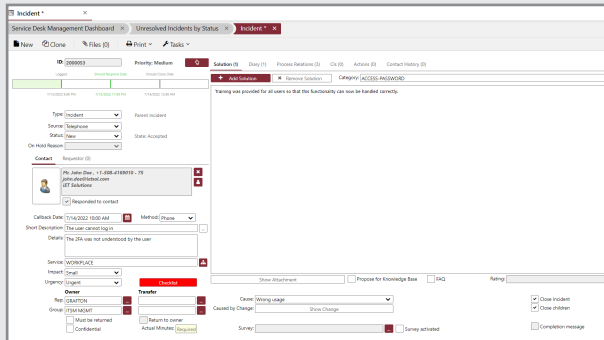 Incident *
Service Desk Management Dashboard × Unresolved Incidents by Status × Incident * ×
New Clone Files (0) Print Tasks
ID: 2000053 Priority: Medium
Solution (1) Diary (1) Process Relations (3) CIs (0) Actions (0) Contact History (0)
Logged
+ Add Solution × Remove Solution Category: ACCESS-PASSWORD
Training was provided for all users so that this functionality can now be handled correctly.
Type: Incident Parent Incident
Source: Telephone
Status: New State: Accepted
On Hold Reason:
Contact Requestor (0)
Mr John Doe , +1-508-4169010 - 75
john.doe@ietsol.com
iET Solutions
Responded to contact
Callback Date: 7/14/2022 10:00 AM Method: Phone
Short Description: The user cannot log in
Details: The 2FA was not understood by the user
Service: WORKPLACE
Impact: Small
Urgency: Urgent Checklist
Show Attachment Propose for Knowledge Base FAQ Rating:
Owner Transfer
Rep: GRAFTON
Group: ITSM MGMT
Must be returned Return to owner
Confidential Actual Minutes: Required
Cause: Wrong usage
Caused by Change: Show Change
Survey: Survey activated
Close Incident
Close children
Completion message